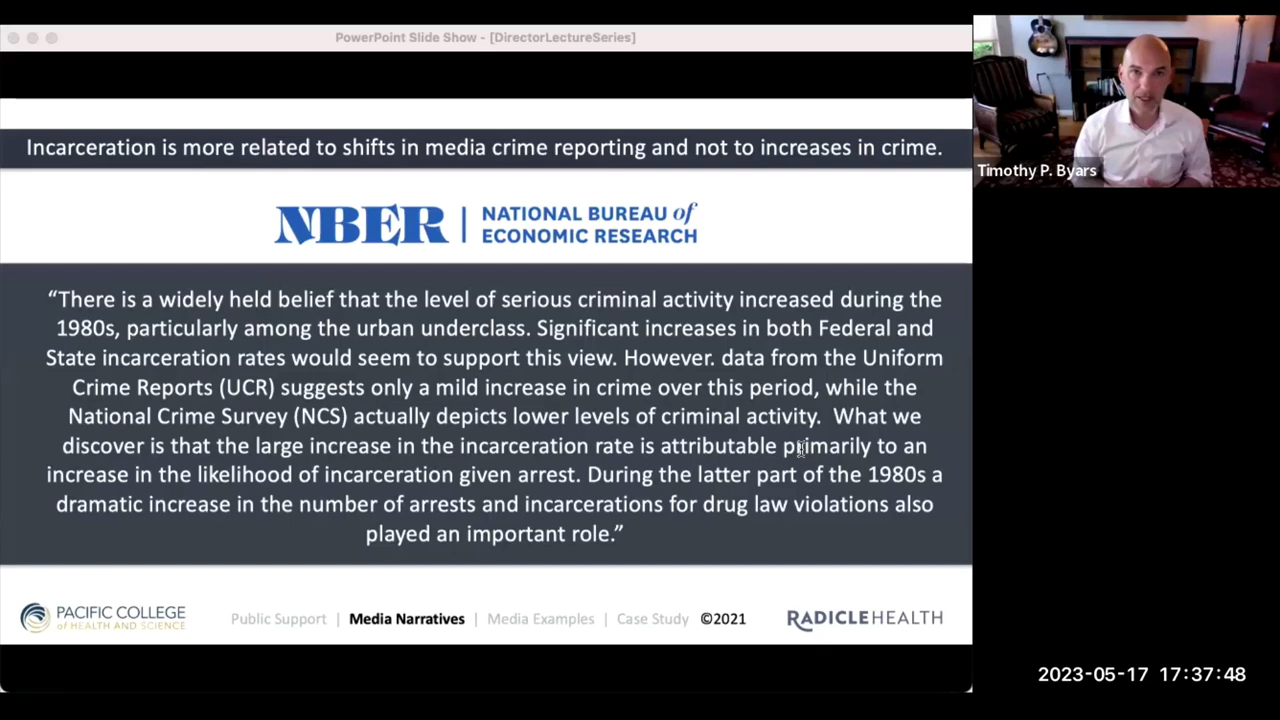 PowerPoint Slide Show - [DirectorLectureSeries]
Incarceration is more related to shifts in media crime reporting and not to increases in crime.
NBER | NATIONAL BUREAU of
ECONOMIC RESEARCH
“There is a widely held belief that the level of serious criminal activity increased during the
1980s, particularly among the urban underclass. Significant increases in both Federal and
State incarceration rates would seem to support this view. However. data from the Uniform
Crime Reports (UCR) suggests only a mild increase in crime over this period, while the
National Crime Survey (NCS) actually depicts lower levels of criminal activity.  What we
discover is that the large increase in the incarceration rate is attributable primarily to an
increase in the likelihood of incarceration given arrest. During the latter part of the 1980s a
dramatic increase in the number of arrests and incarcerations for drug law violations also
played an important role.”
PACIFIC COLLEGE
of HEALTH AND SCIENCE
Public Support | Media Narratives | Media Examples | Case Study ©2021
RADICLEHEALTH
Timothy P. Byars
2023-05-17 17:37:48